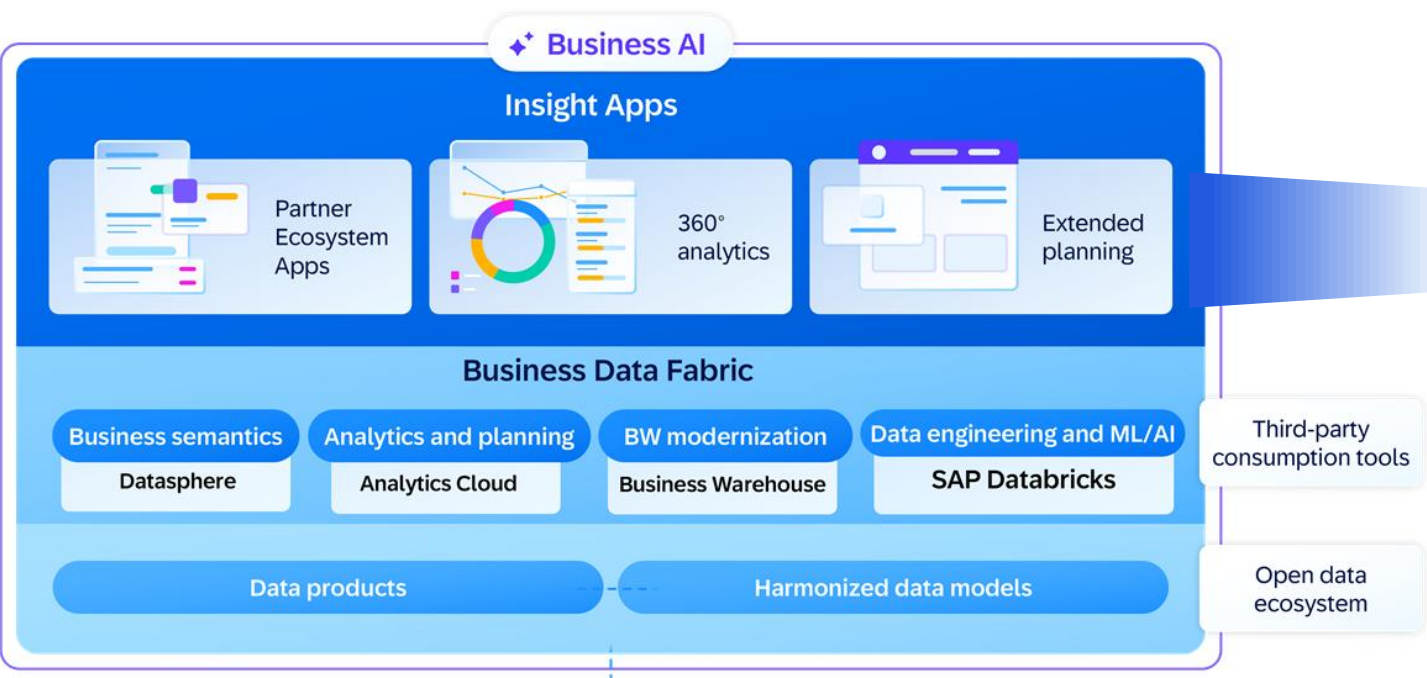 Business AI
Insight Apps
Partner
Ecosystem
Apps
360°
analytics
Extended
planning
Business Data Fabric
Business semantics
Datasphere
Analytics and planning
Analytics Cloud
BW modernization
Business Warehouse
Data engineering and ML/AI
SAP Databricks
Third-party
consumption tools
Data products
Harmonized data models
Open data
ecosystem